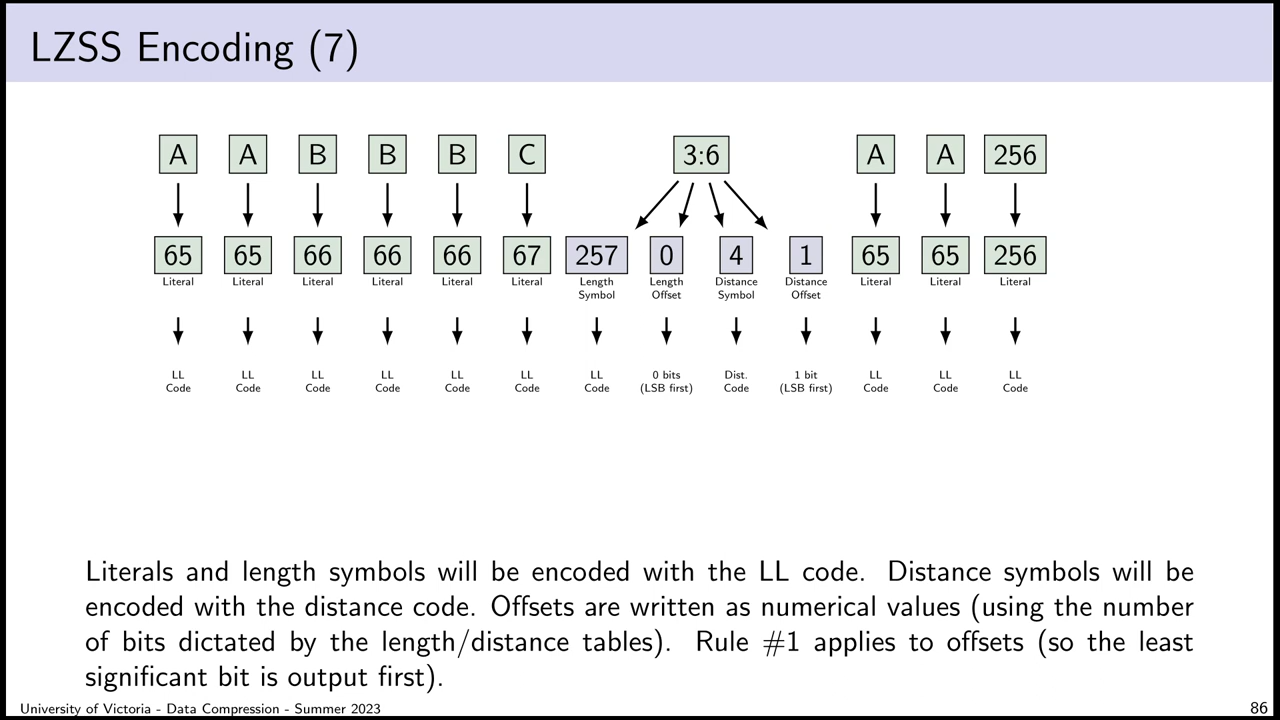 LZSS Encoding (7)
A A B B B C 3:6 A A 256
65 65 66 66 66 67 257 0 4 1 65 65 256
Literal Literal Literal Literal Literal Literal Length Length Distance Distance Literal Literal Literal
Symbol Offset Symbol Offset
LL LL LL LL LL LL LL 0 bits Dist. 1 bit LL LL LL
Code Code Code Code Code Code Code (LSB first) Code (LSB first) Code Code Code
Literals and length symbols will be encoded with the LL code. Distance symbols will be
encoded with the distance code. Offsets are written as numerical values (using the number
of bits dictated by the length/distance tables). Rule #1 applies to offsets (so the least
significant bit is output first).
University of Victoria - Data Compression - Summer 2023 86